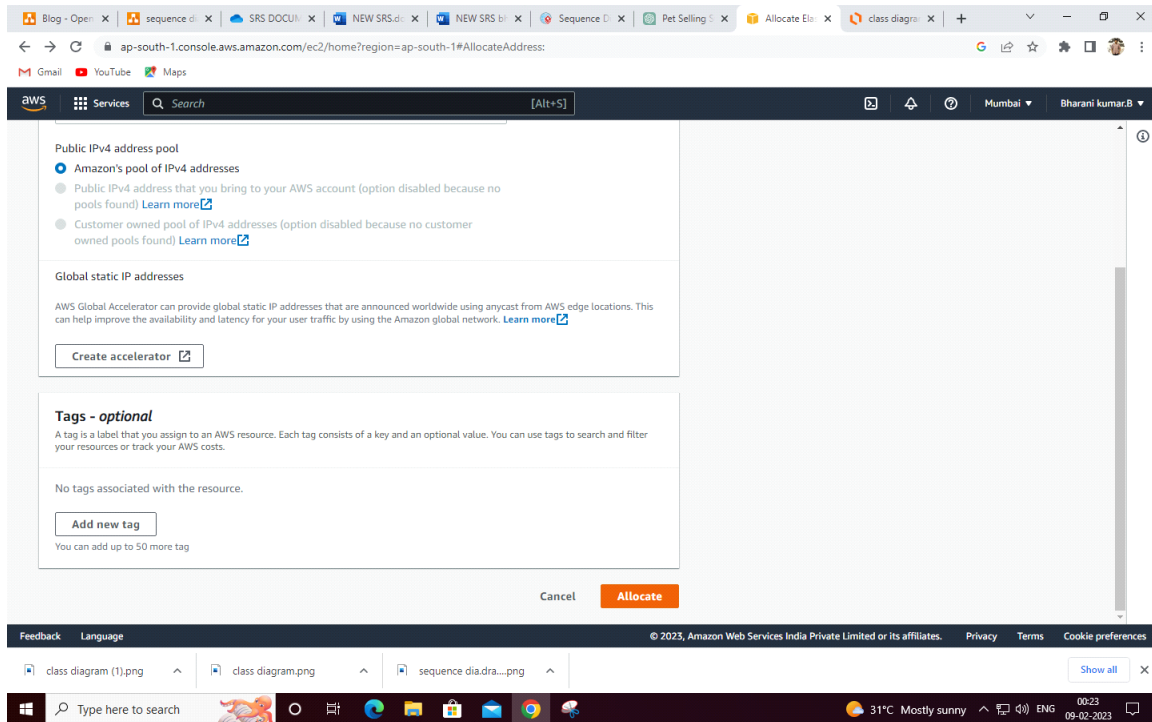 Blog - Open
sequence di
SRS DOCUM
NEW SRS.dc
NEW SRS bh
Sequence D
Pet Selling S
Allocate Ela
class diagra
ap-south-1.console.aws.amazon.com/ec2/home?region=ap-south-1#AllocateAddress:
Gmail YouTube Maps
aws Services Search [Alt+S] Mumbai Bharani kumar.B
Public IPv4 address pool
Amazon's pool of IPv4 addresses
Public IPv4 address that you bring to your AWS account (option disabled because no
pools found) Learn more
Customer owned pool of IPv4 addresses (option disabled because no customer
owned pools found) Learn more
Global static IP addresses
AWS Global Accelerator can provide global static IP addresses that are announced worldwide using anycast from AWS edge locations. This
can help improve the availability and latency for your user traffic by using the Amazon global network. Learn more
Create accelerator
Tags - optional
A tag is a label that you assign to an AWS resource. Each tag consists of a key and an optional value. You can use tags to search and filter
your resources or track your AWS costs.
No tags associated with the resource.
Add new tag
You can add up to 50 more tag
Cancel Allocate
Feedback Language © 2023, Amazon Web Services India Private Limited or its affiliates. Privacy Terms Cookie preferences
class diagram (1).png class diagram.png sequence dia.dra....png Show all
Type here to search 31°C Mostly sunny ENG 00:23
09-02-2023